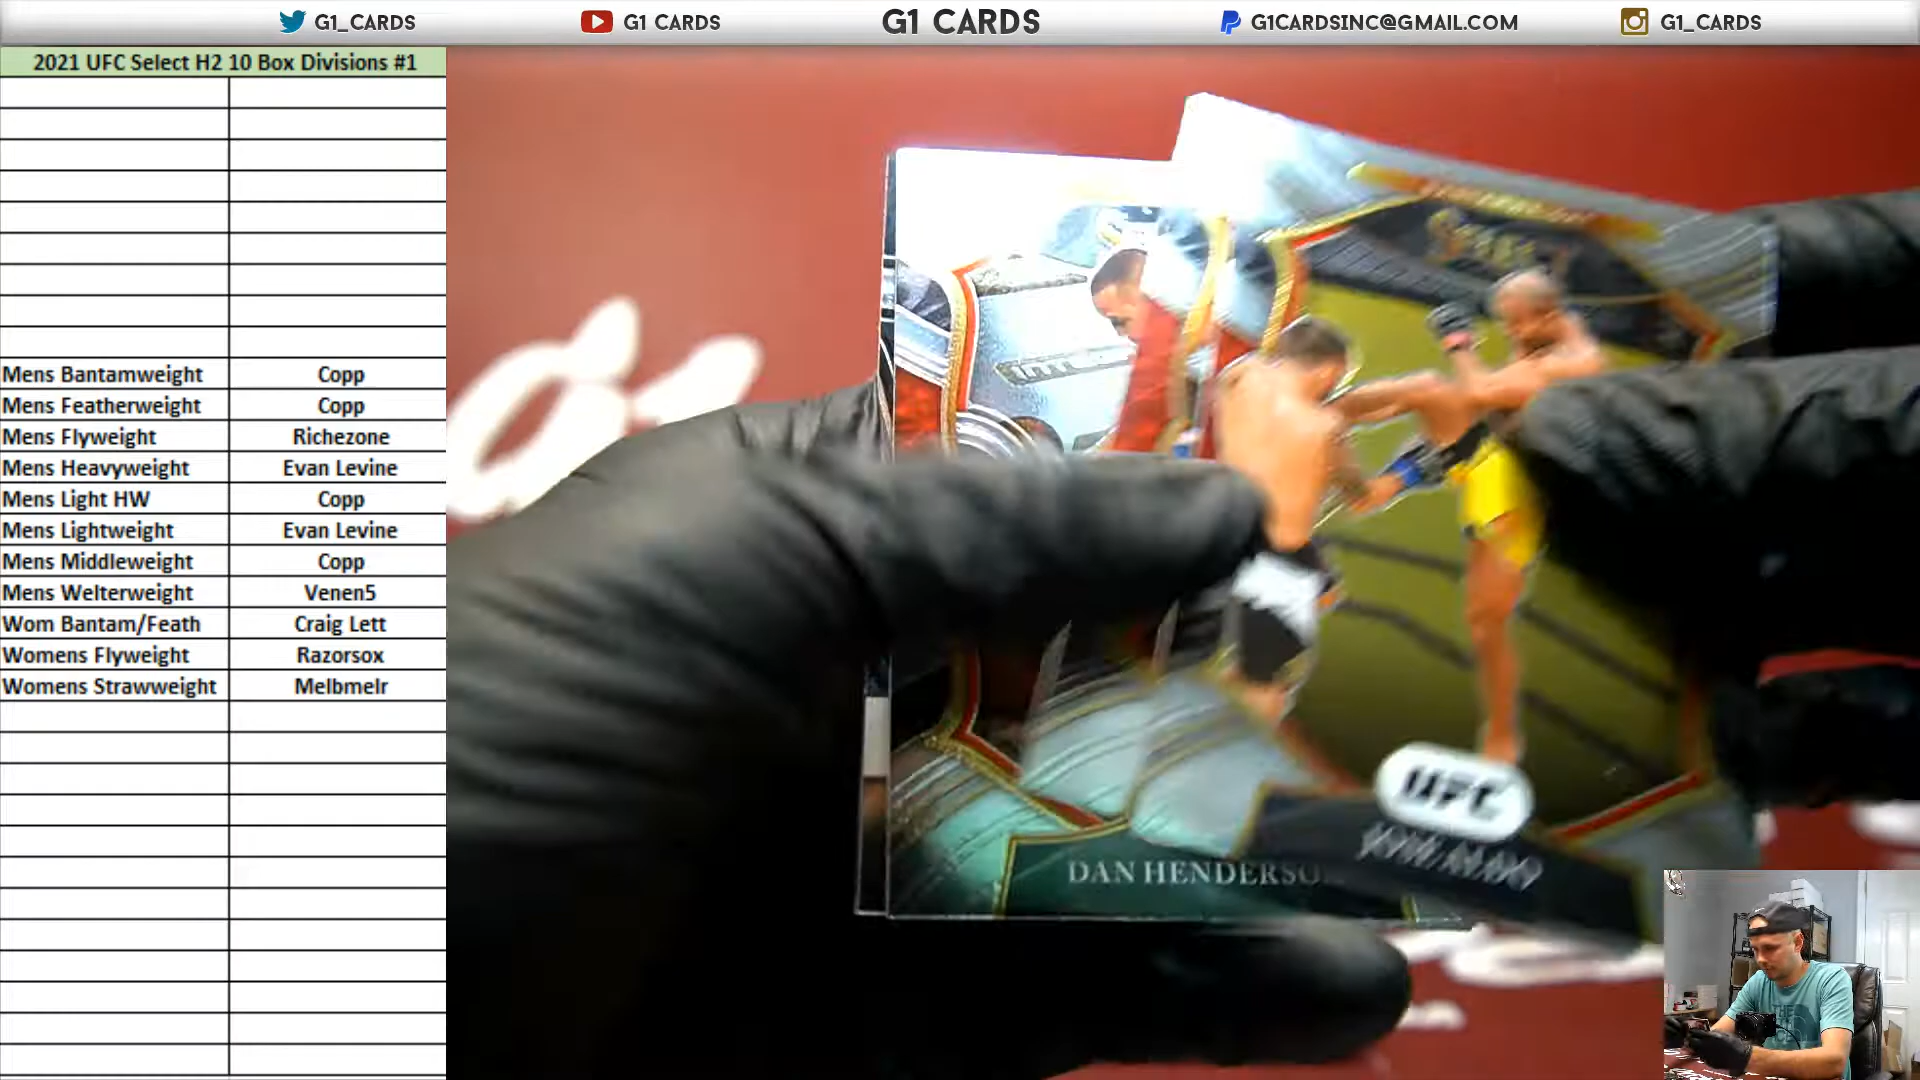 G1_CARDS G1 CARDS G1 CARDS G1CARDSINC@GMAIL.COM G1_CARDS
2021 UFC Select H2 10 Box Divisions #1
Mens Bantamweight Copp
Mens Featherweight Copp
Mens Flyweight Richezone
Mens Heavyweight Evan Levine
Mens Light HW Copp
Mens Lightweight Evan Levine
Mens Middleweight Copp
Mens Welterweight Venen5
Wom Bantam/Feath Craig Lett
Womens Flyweight Razorsox
Womens Strawweight Melbmelr
UFC
DAN HENDERSO